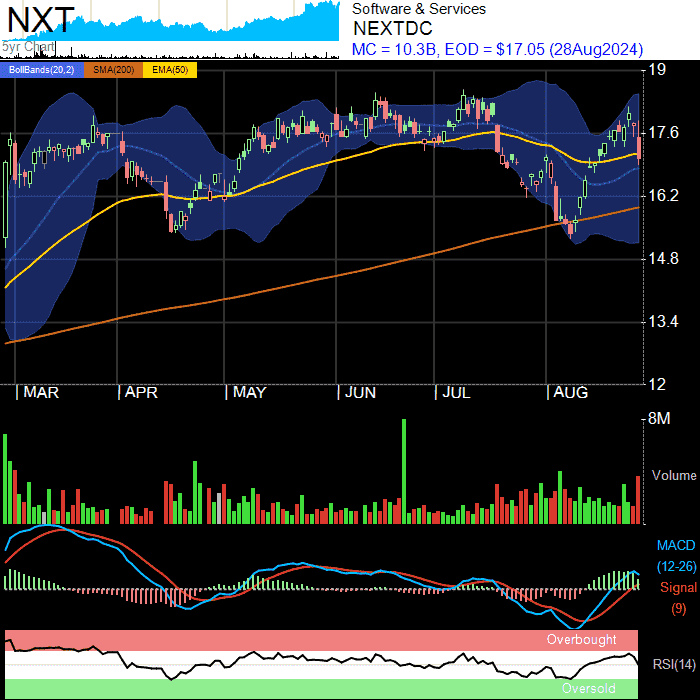 NXT
5yr Chart
Software & Services
NEXTDC
MC = 10.3B, EOD = $17.05 (28Aug2024)
BollBands(20,2) SMA(200) EMA(50)
19
17.6
16.2
14.8
13.4
12
MAR APR MAY JUN JUL AUG
8M
Volume
MACD
(12-26)
Signal
(9)
Overbought
RSI(14)
Oversold